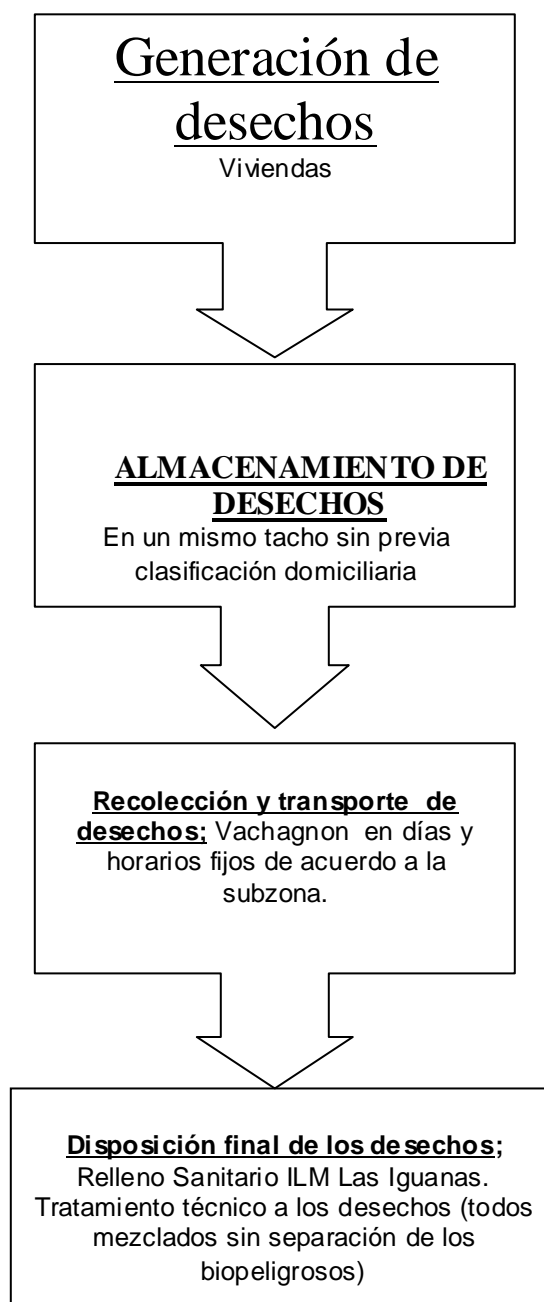 Generación de
desechos
Viviendas
ALMACENAMIENTO DE
DESECHOS
En un mismo tacho sin previa
clasificación domiciliaria
Recolección y transporte de
desechos; Vachagnon en días y
horarios fijos de acuerdo a la
subzona.
Disposición final de los desechos;
Relleno Sanitario ILM Las Iguanas.
Tratamiento técnico a los desechos (todos
mezclados sin separación de los
biopeligrosos)